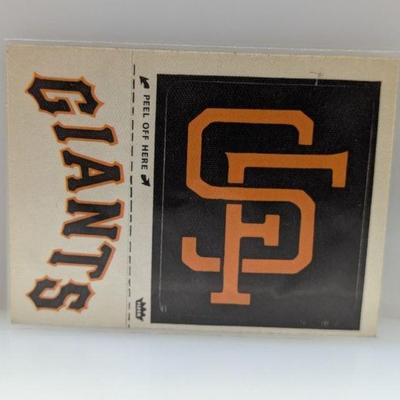 SF
PEEL OFF HERE
GIANTS